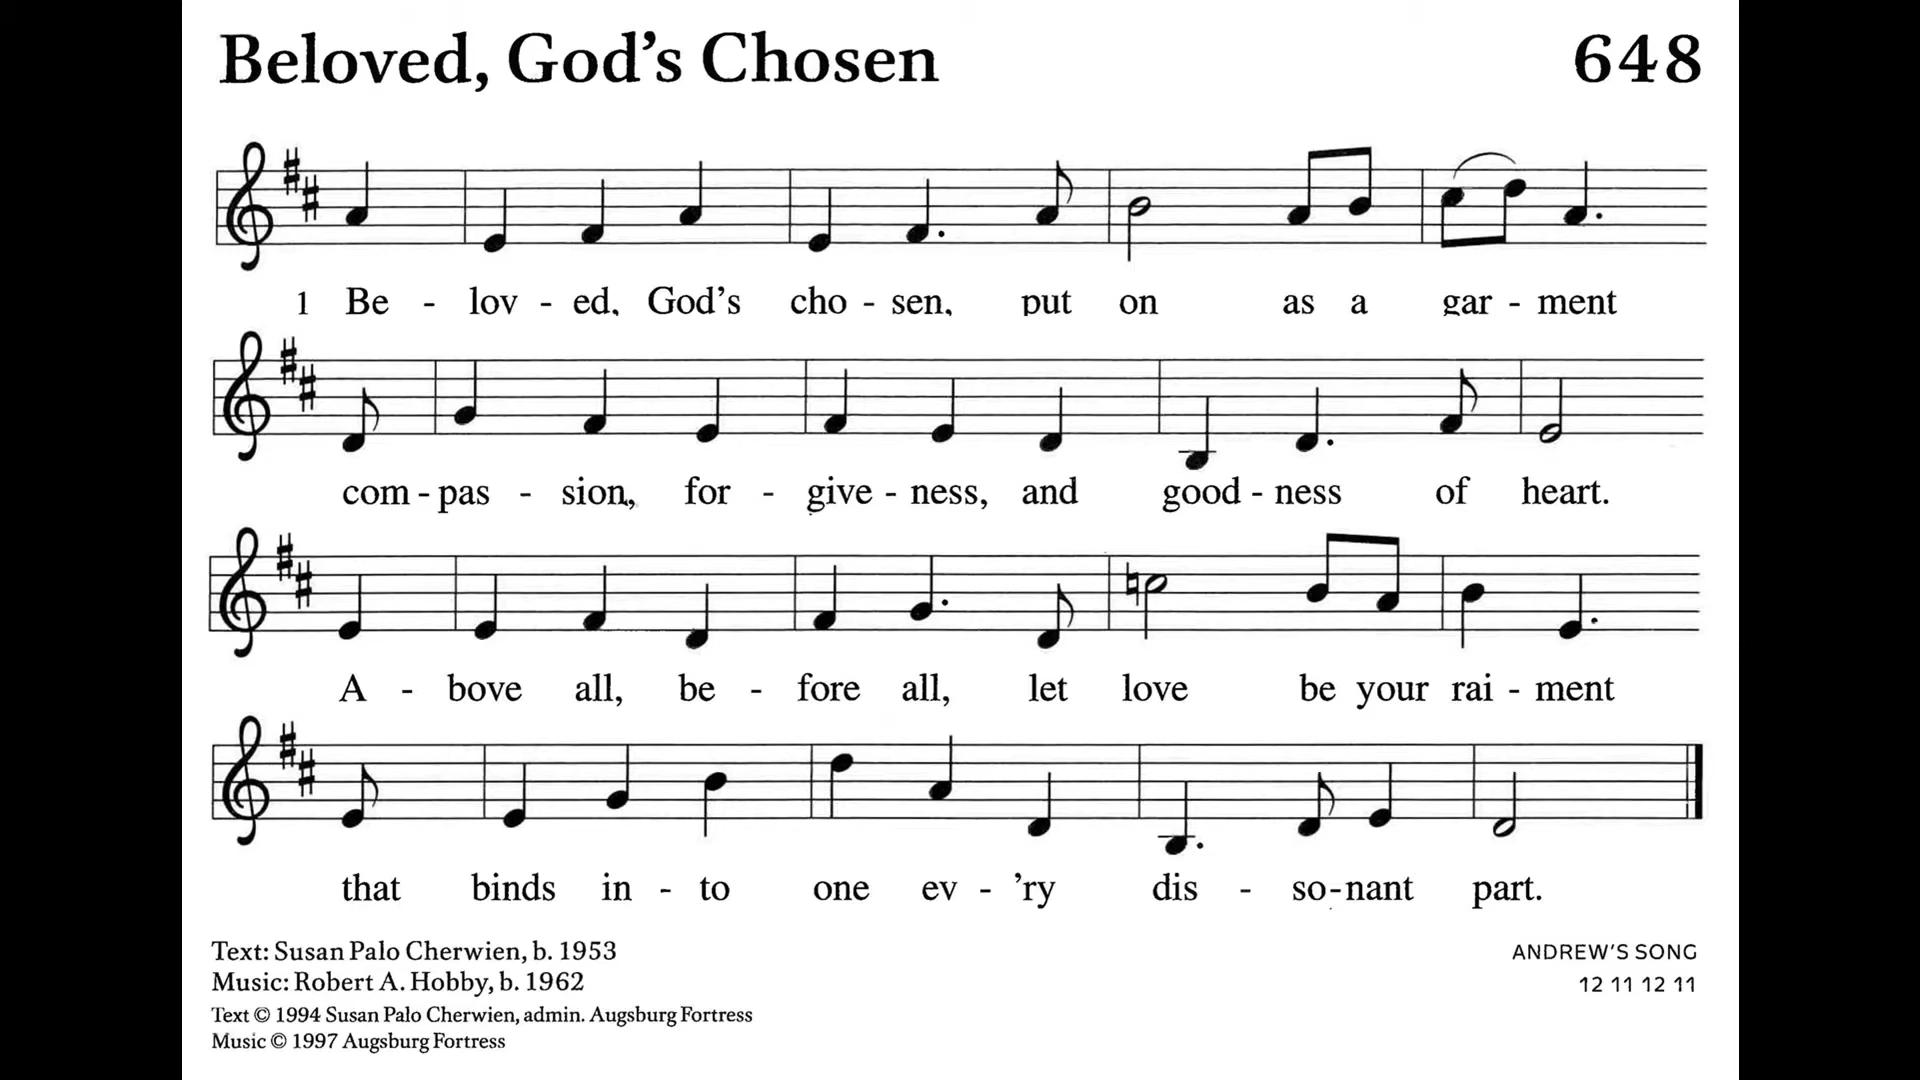 Beloved, God's Chosen 648
1 Be - lov - ed, God's cho - sen, put on as a gar - ment
com - pas - sion, for - give - ness, and good - ness of heart.
A - bove all, be - fore all, let love be your rai - ment
that binds in - to one ev - 'ry dis - so - nant part.
Text: Susan Palo Cherwien, b. 1953
Music: Robert A. Hobby, b. 1962
Text © 1994 Susan Palo Cherwien, admin. Augsburg Fortress
Music © 1997 Augsburg Fortress
ANDREW'S SONG
12 11 12 11